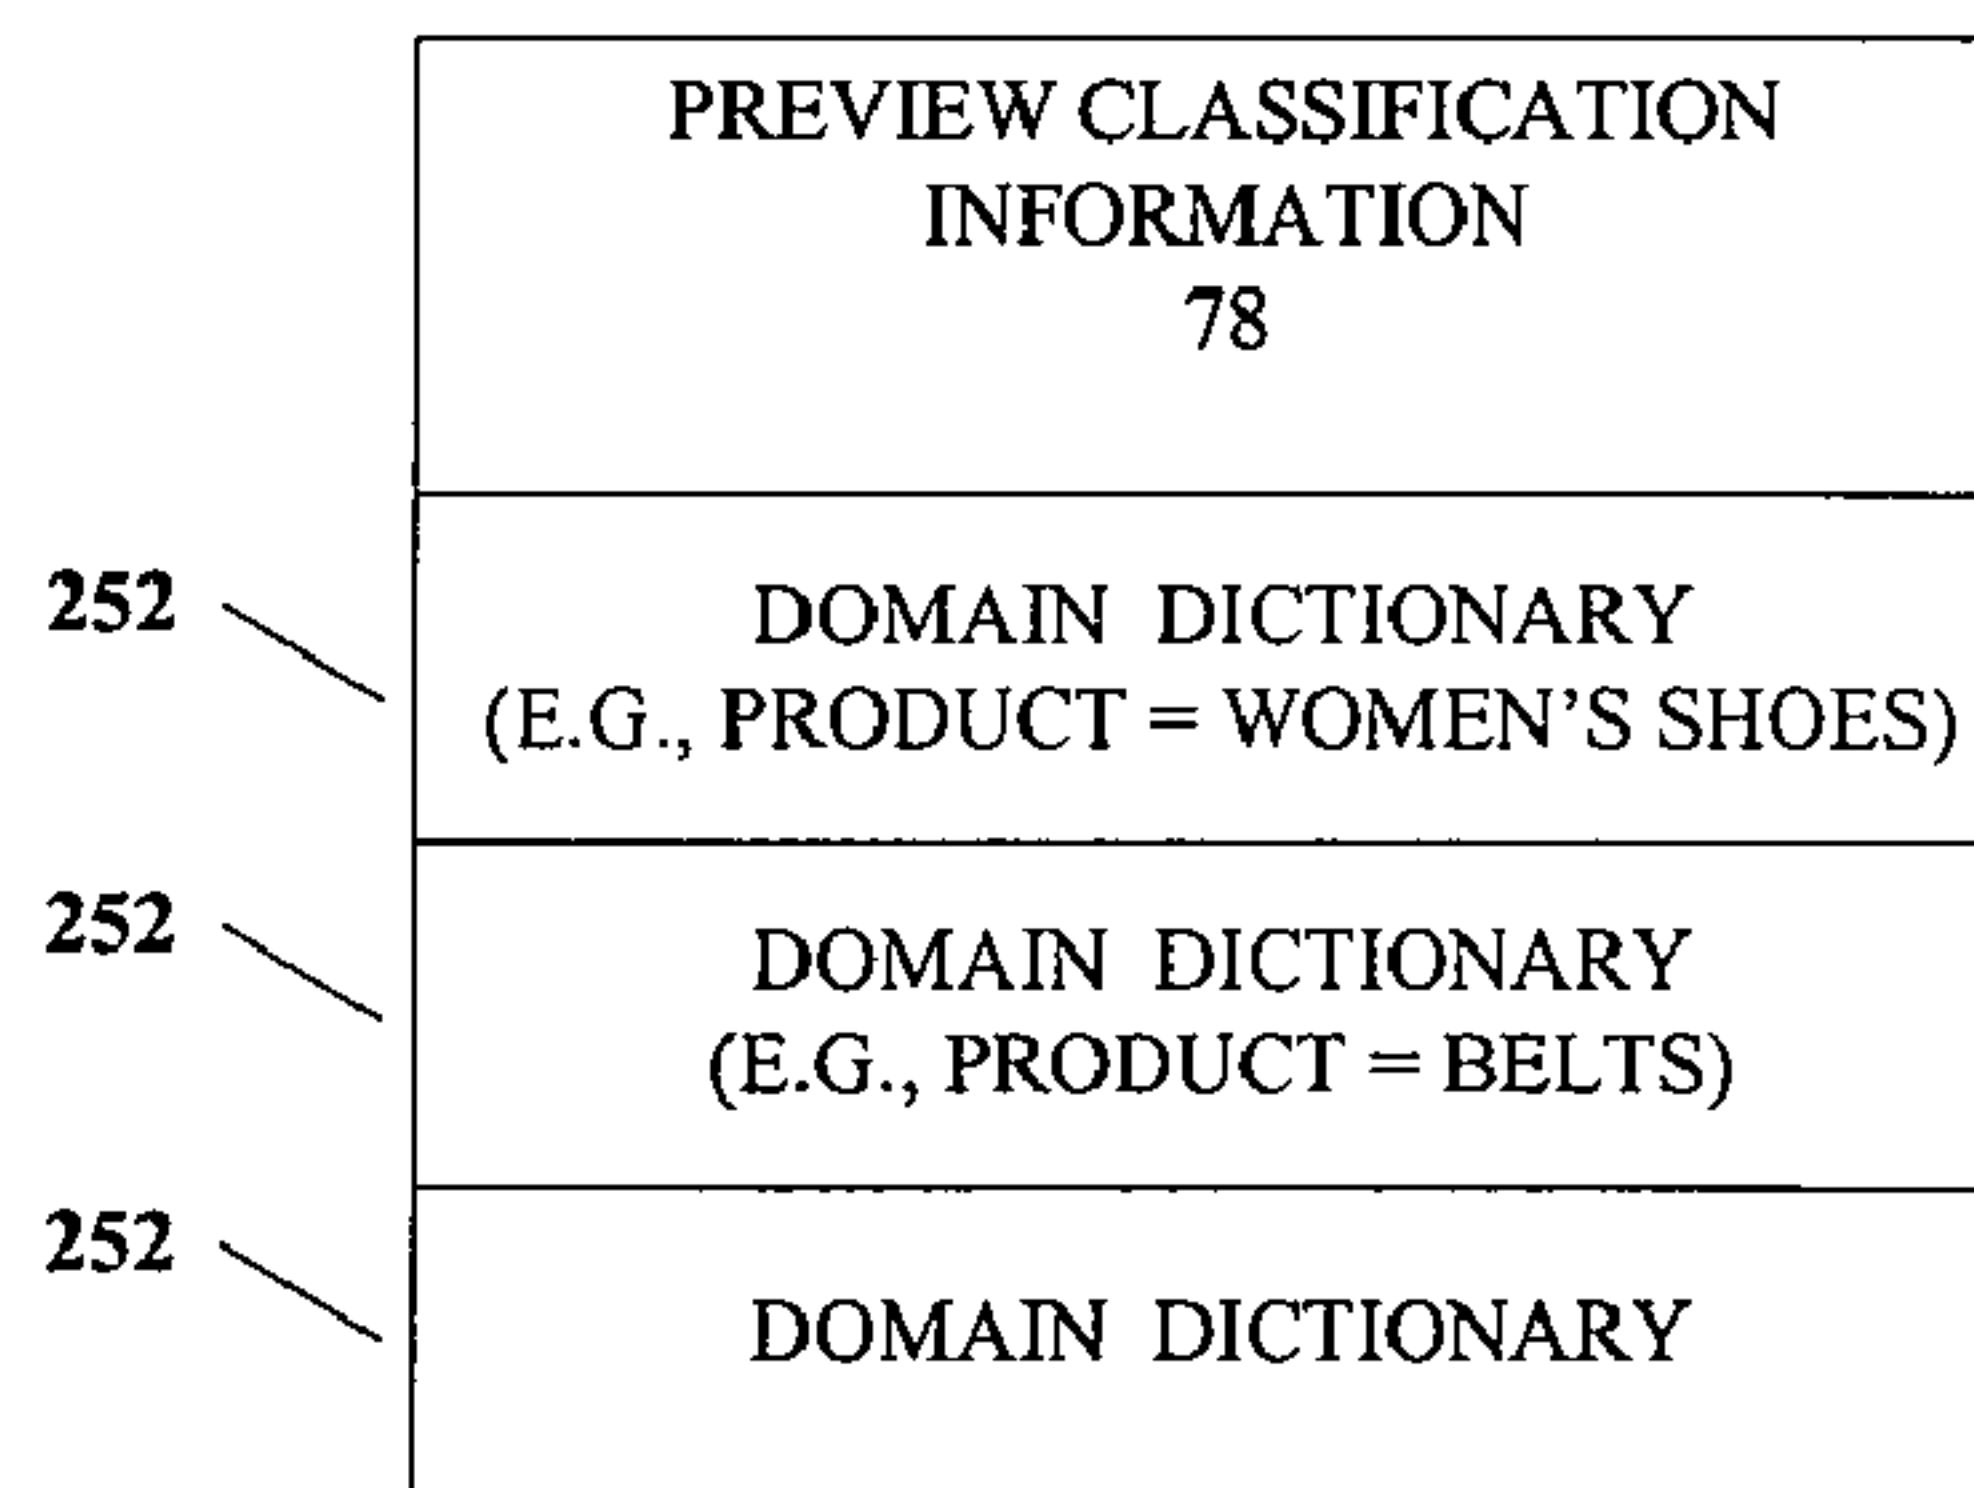 PREVIEW CLASSIFICATION
INFORMATION
78
252
DOMAIN DICTIONARY
(E.G., PRODUCT = WOMEN'S SHOES)
252
DOMAIN DICTIONARY
(E.G., PRODUCT = BELTS)
252
DOMAIN DICTIONARY